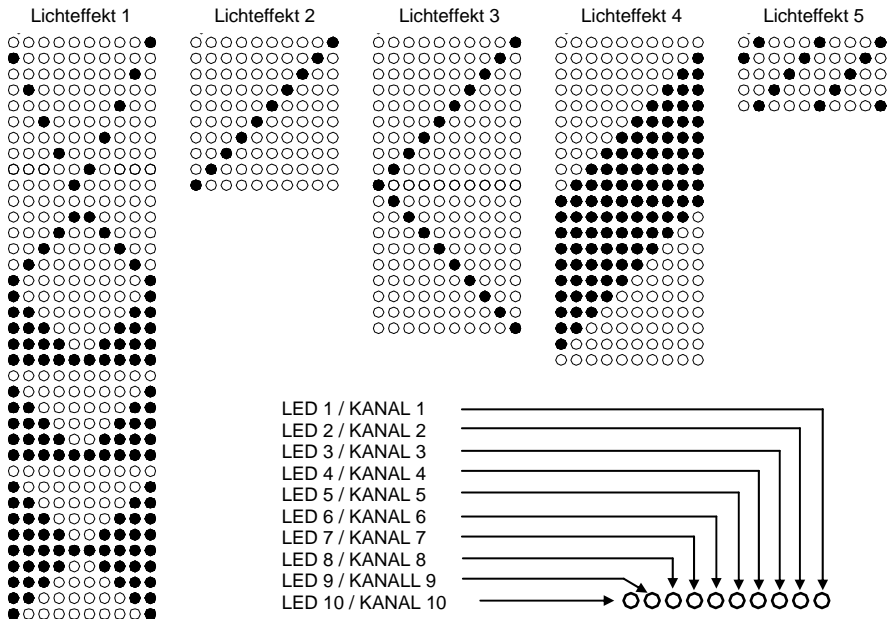 Lichteffekt 1 Lichteffekt 2 Lichteffekt 3 Lichteffekt 4 Lichteffekt 5
LED 1 / KANAL 1
LED 2 / KANAL 2
LED 3 / KANAL 3
LED 4 / KANAL 4
LED 5 / KANAL 5
LED 6 / KANAL 6
LED 7 / KANAL 7
LED 8 / KANAL 8
LED 9 / KANALL 9
LED 10 / KANAL 10